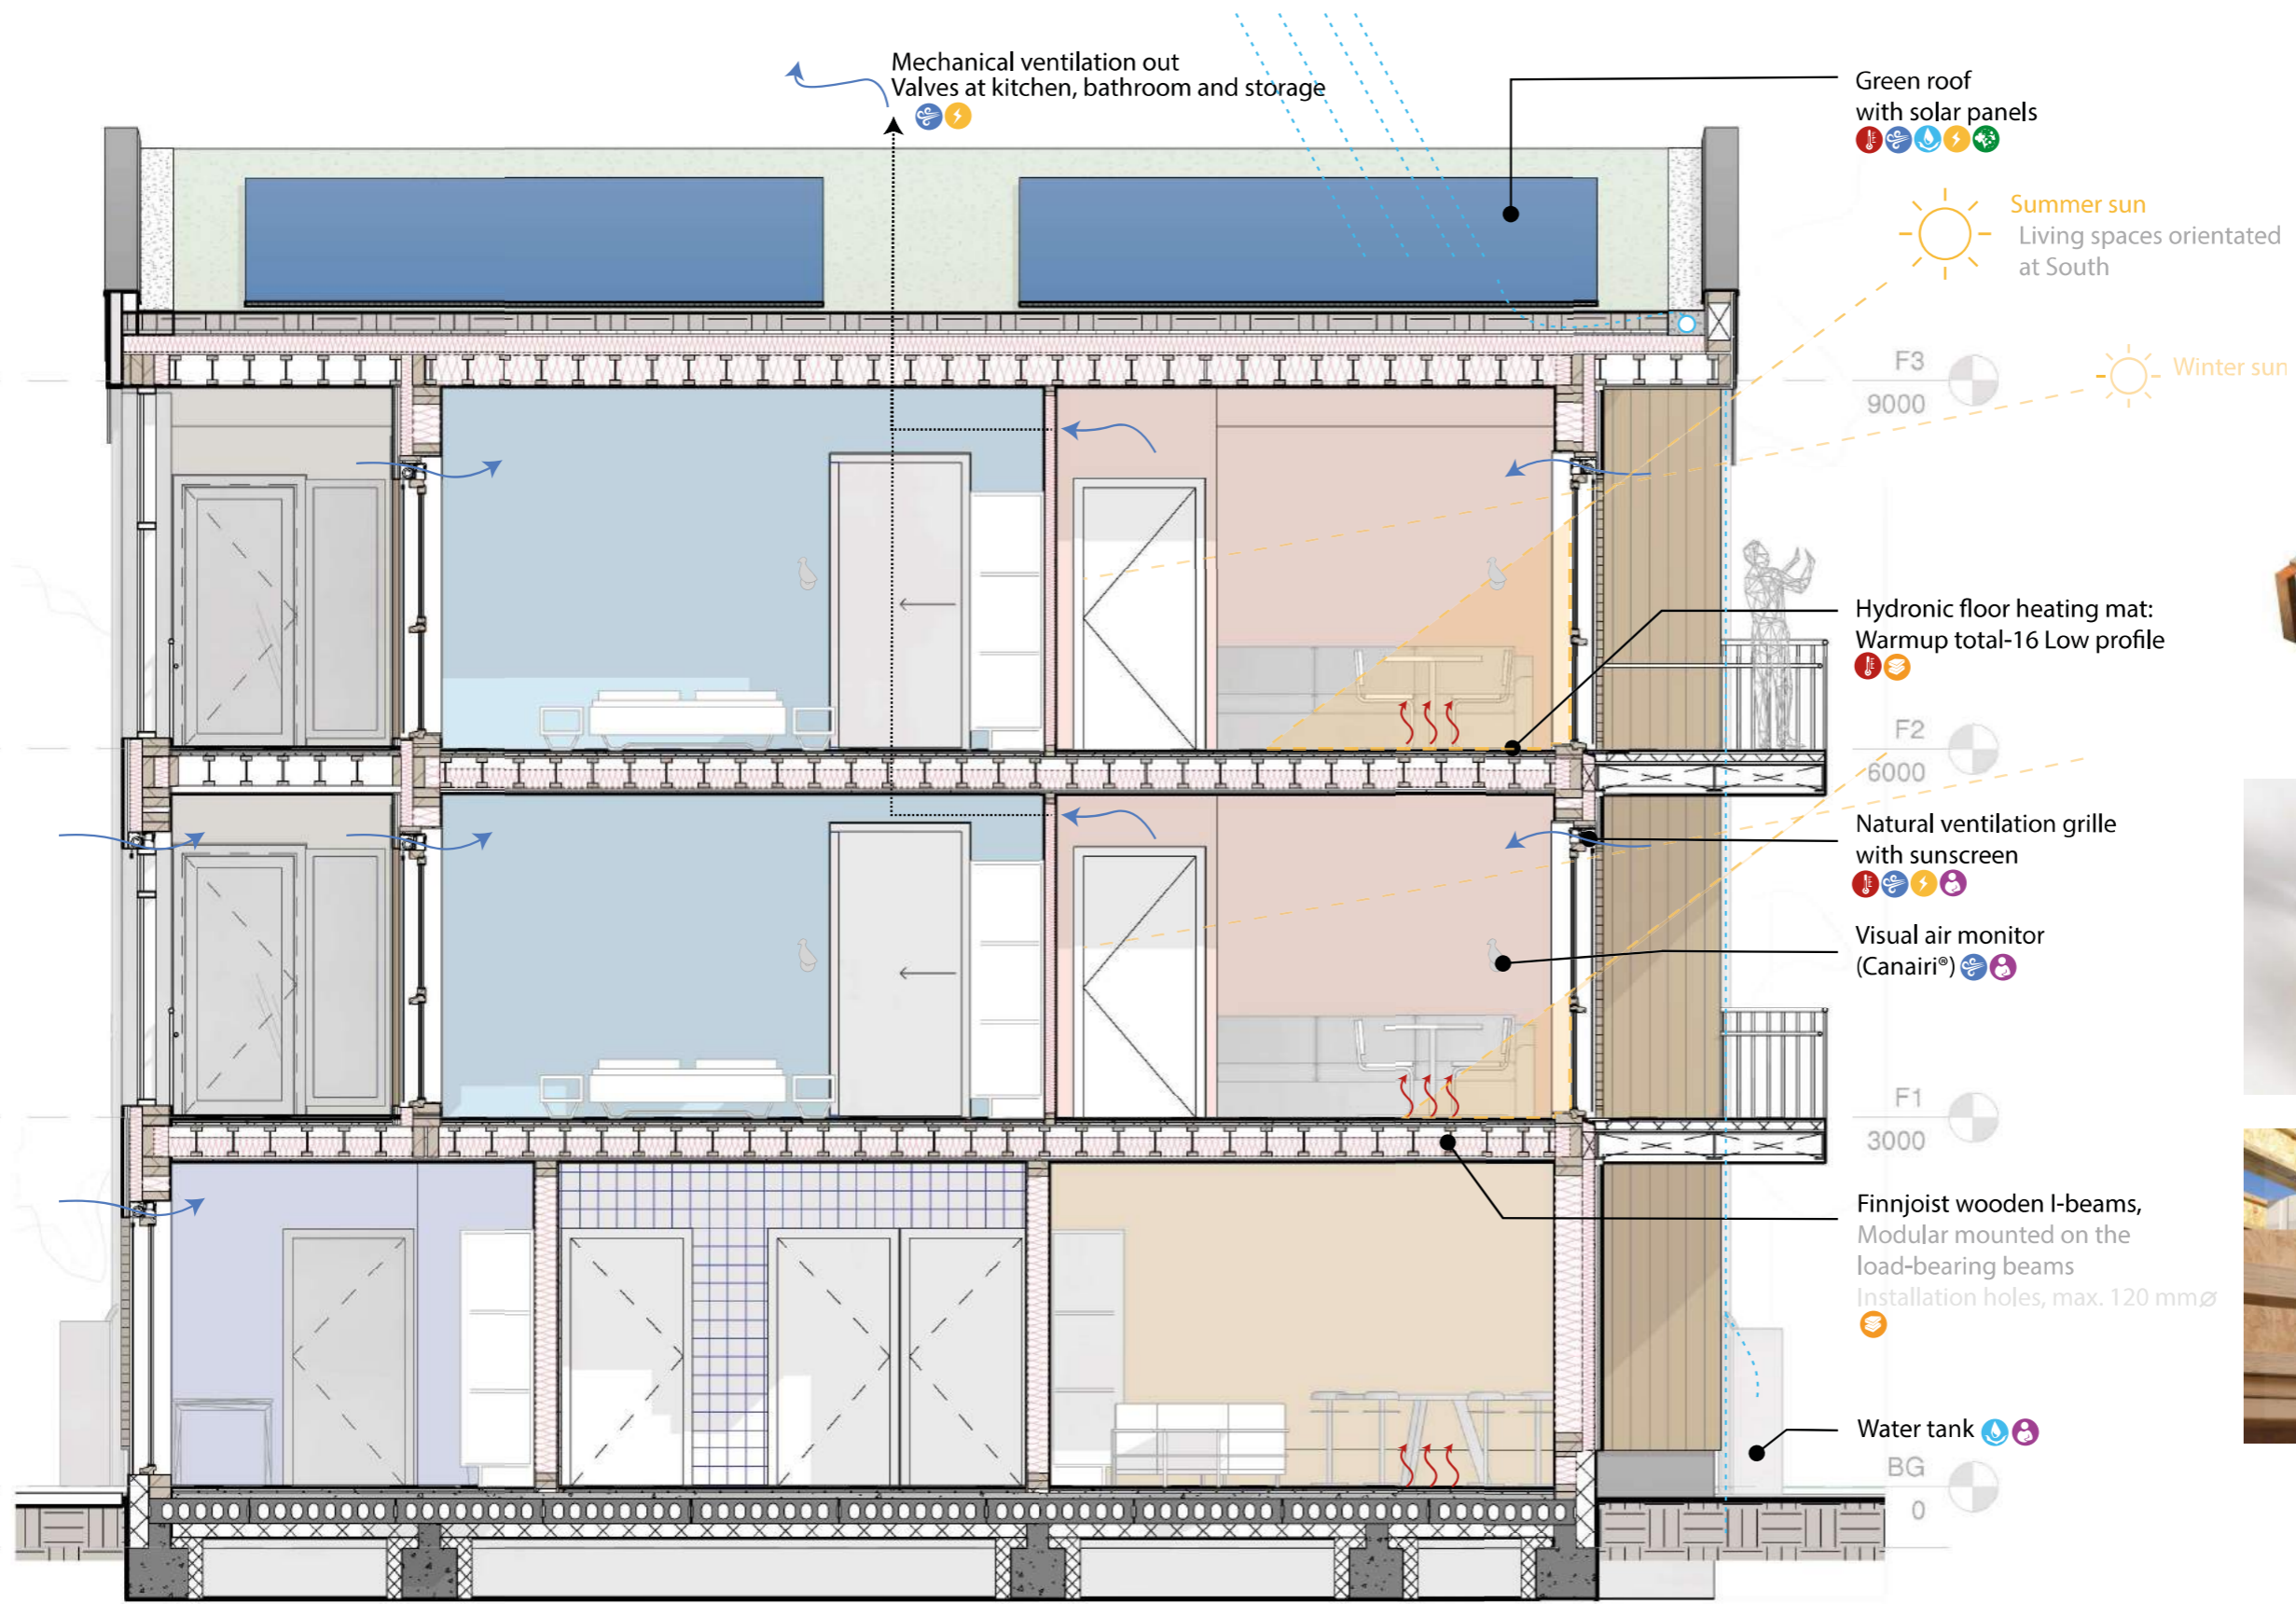 Mechanical ventilation out
Valves at kitchen, bathroom and storage
Green roof
with solar panels
Summer sun
Living spaces orientated
at South
F3
9000
Winter sun
Hydronic floor heating mat:
Warmup total-16 Low profile
F2
6000
Natural ventilation grille
with sunscreen
Visual air monitor
(Canairi®)
F1
3000
Finnjoist wooden I-beams,
Modular mounted on the
load-bearing beams
Installation holes, max. 120 mm⌀
Water tank
BG
0